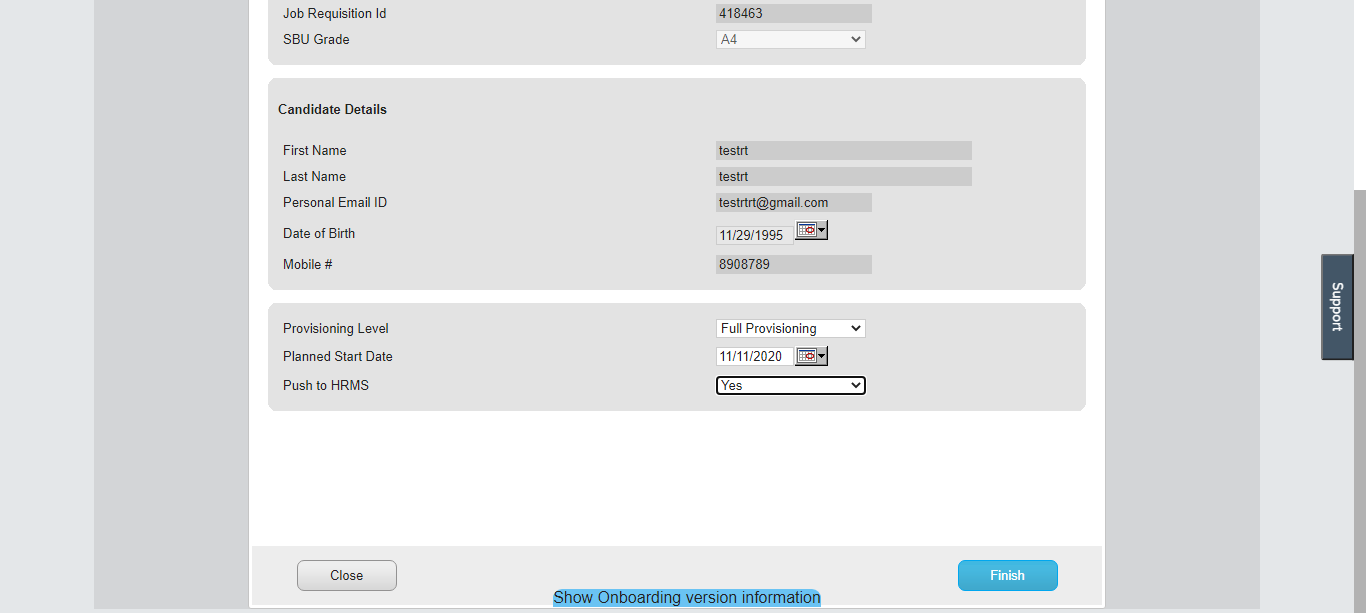 Job Requisition Id 418463
SBU Grade A4
Candidate Details
First Name testrt
Last Name testrt
Personal Email ID testrtrt@gmail.com
Date of Birth 11/29/1995
Mobile # 8908789
Provisioning Level Full Provisioning
Planned Start Date 11/11/2020
Push to HRMS Yes
Support
Close Finish
Show Onboarding version information